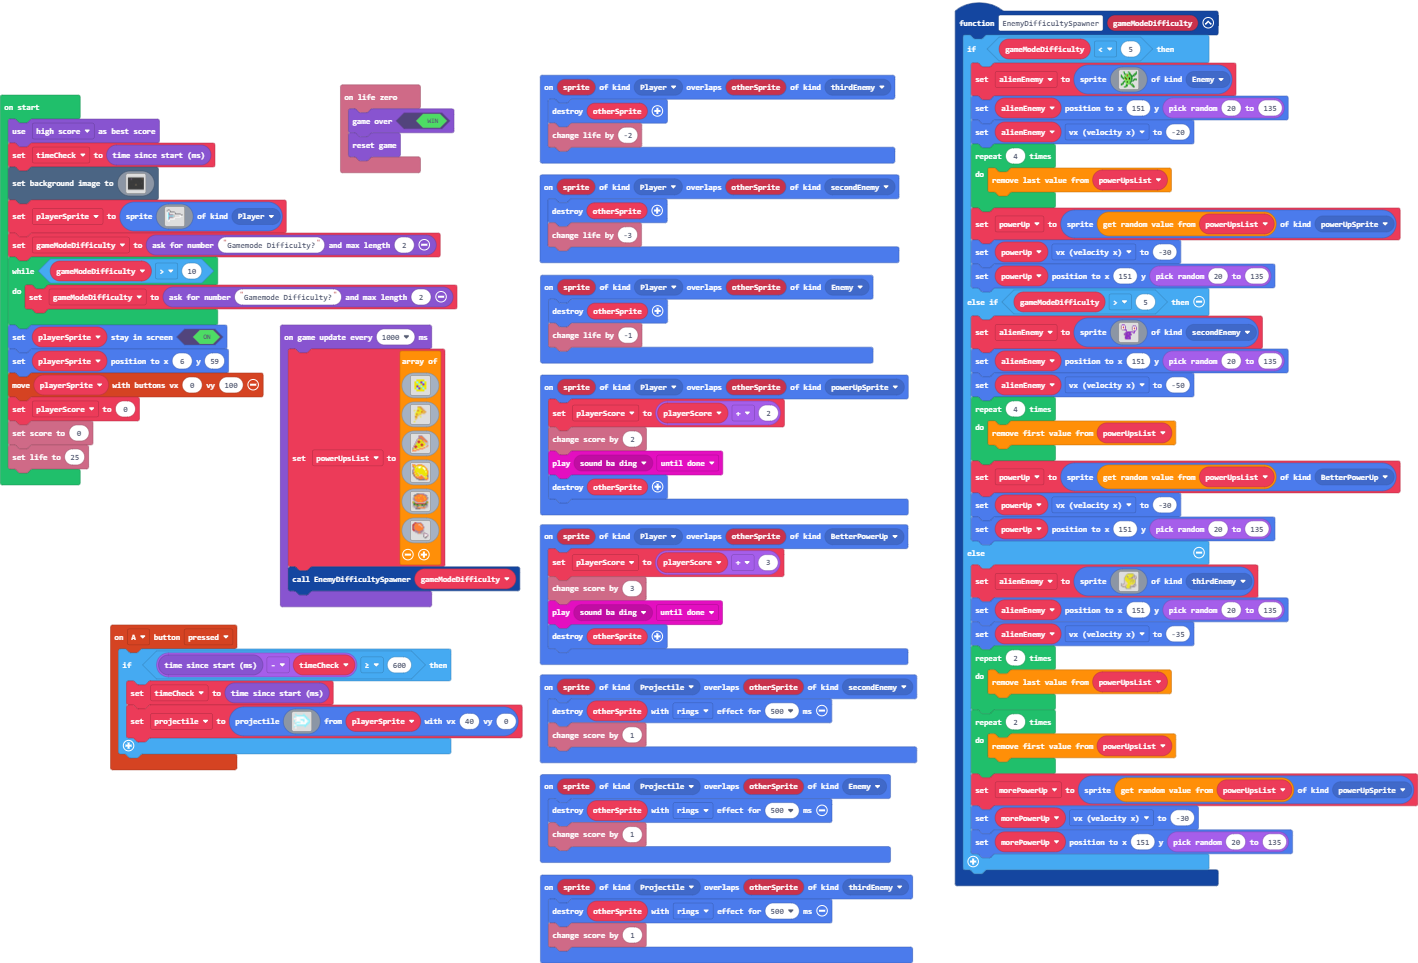 on start
use high score as best score
set timeCheck to time since start (ms)
set background image to
set playerSprite to sprite of kind Player
set gameModeDifficulty to ask for number "Gamemode Difficulty?" and max length 2
while gameModeDifficulty > 10
do set gameModeDifficulty to ask for number "Gamemode Difficulty?" and max length 2
set playerSprite stay in screen ON
set playerSprite position to x 6 y 59
move playerSprite with buttons vx 0 vy 100
set playerScore to 0
set score to 0
set life to 25
on life zero
game over WIN
reset game
on game update every 1000 ms
array of
set powerUpsList to
call EnemyDifficultySpawner gameModeDifficulty
on A button pressed
if time since start (ms) - timeCheck ≥ 600 then
set timeCheck to time since start (ms)
set projectile to projectile from playerSprite with vx 40 vy 0
on sprite of kind Player overlaps otherSprite of kind thirdEnemy
destroy otherSprite
change life by -2
on sprite of kind Player overlaps otherSprite of kind secondEnemy
destroy otherSprite
change life by -3
on sprite of kind Player overlaps otherSprite of kind Enemy
destroy otherSprite
change life by -1
on sprite of kind Player overlaps otherSprite of kind powerUpSprite
set playerScore to playerScore + 2
change score by 2
play sound ba ding until done
destroy otherSprite
on sprite of kind Player overlaps otherSprite of kind BetterPowerUp
set playerScore to playerScore + 3
change score by 3
play sound ba ding until done
destroy otherSprite
on sprite of kind Projectile overlaps otherSprite of kind secondEnemy
destroy otherSprite with rings effect for 500 ms
change score by 1
on sprite of kind Projectile overlaps otherSprite of kind Enemy
destroy otherSprite with rings effect for 500 ms
change score by 1
on sprite of kind Projectile overlaps otherSprite of kind thirdEnemy
destroy otherSprite with rings effect for 500 ms
change score by 1
function EnemyDifficultySpawner gameModeDifficulty
if gameModeDifficulty < 5 then
set alienEnemy to sprite of kind Enemy
set alienEnemy position to x 151 y pick random 20 to 135
set alienEnemy vx (velocity x) to -20
repeat 4 times
do remove last value from powerUpsList
set powerUp to sprite get random value from powerUpsList of kind powerUpSprite
set powerUp vx (velocity x) to -30
set powerUp position to x 151 y pick random 20 to 135
else if gameModeDifficulty > 5 then
set alienEnemy to sprite of kind secondEnemy
set alienEnemy position to x 151 y pick random 20 to 135
set alienEnemy vx (velocity x) to -50
repeat 4 times
do remove first value from powerUpsList
set powerUp to sprite get random value from powerUpsList of kind BetterPowerUp
set powerUp vx (velocity x) to -30
set powerUp position to x 151 y pick random 20 to 135
else
set alienEnemy to sprite of kind thirdEnemy
set alienEnemy position to x 151 y pick random 20 to 135
set alienEnemy vx (velocity x) to -35
repeat 2 times
do remove last value from powerUpsList
repeat 2 times
do remove first value from powerUpsList
set morePowerUp to sprite get random value from powerUpsList of kind powerUpSprite
set morePowerUp vx (velocity x) to -30
set morePowerUp position to x 151 y pick random 20 to 135